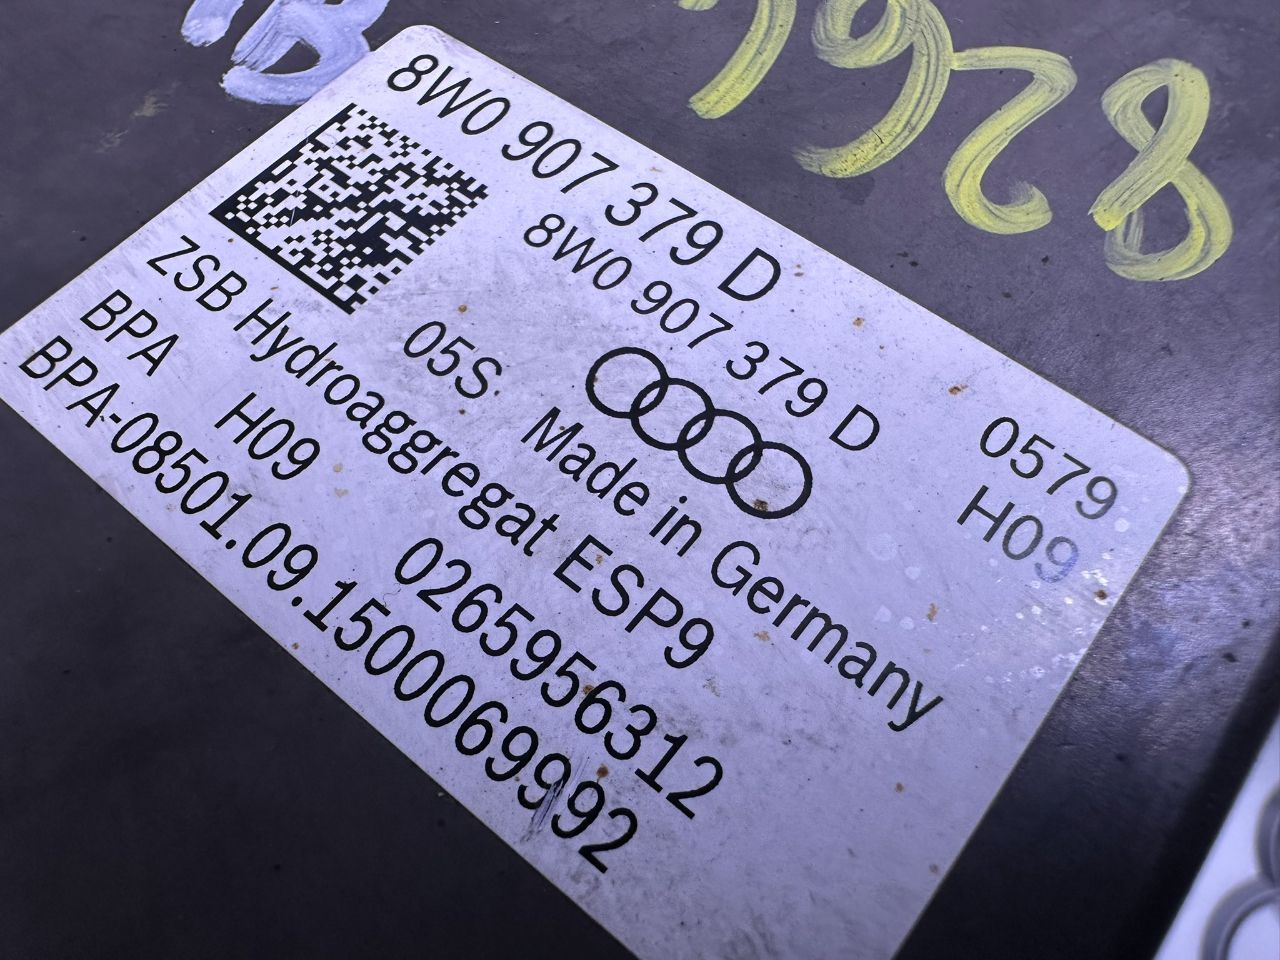 8W0 907 379 D
8W0 907 379 D
0579
05S
H09
Made in Germany
ZSB Hydroaggregat ESP9
BPA H09 0265956312
BPA-08501.09.1500069992